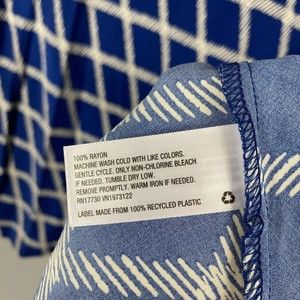 100% RAYON
MACHINE WASH COLD WITH LIKE COLORS.
GENTLE CYCLE. ONLY NON-CHLORINE BLEACH
IF NEEDED. TUMBLE DRY LOW.
REMOVE PROMPTLY. WARM IRON IF NEEDED.
RN17730 VN1973122
LABEL MADE FROM 100% RECYCLED PLASTIC